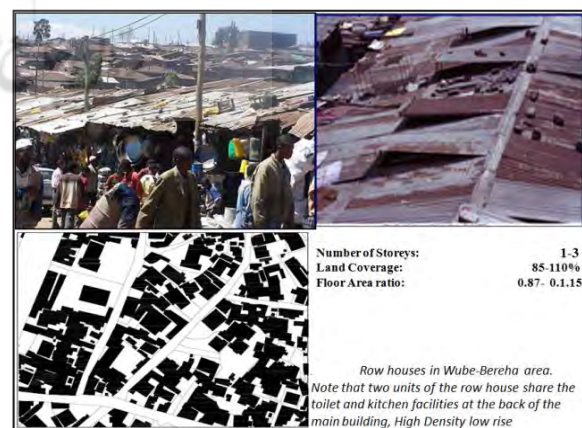 Number of Storeys: 1-3
Land Coverage: 85-110%
Floor Area ratio: 0.87- 0.1.15
Row houses in Wube-Bereha area.
Note that two units of the row house share the
toilet and kitchen facilities at the back of the
main building, High Density low rise